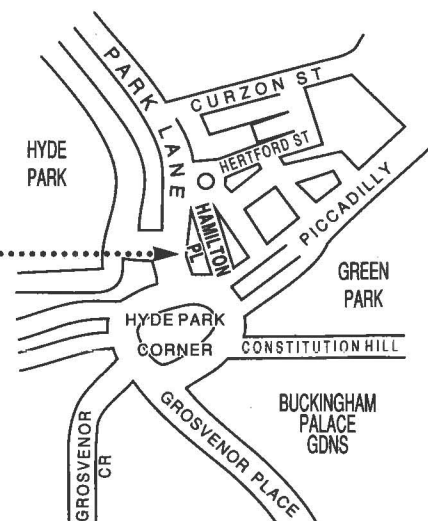 PARK LANE
CURZON ST
HYDE
PARK
HERTFORD ST
HAMILTON
PL
PICCADILLY
GREEN
PARK
HYDE PARK
CORNER
CONSTITUTION HILL
BUCKINGHAM
PALACE
GDNS
GROSVENOR
CR
GROSVENOR PLACE